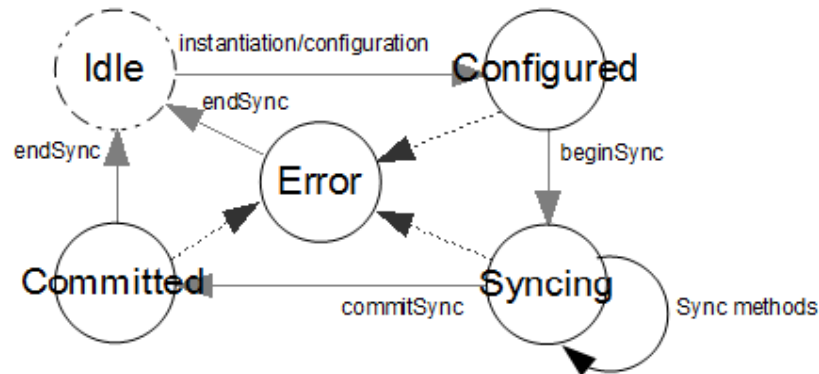 instantiation/configuration
Idle
Configured
endSync
endSync
beginSync
Error
Committed
Syncing
commitSync
Sync methods